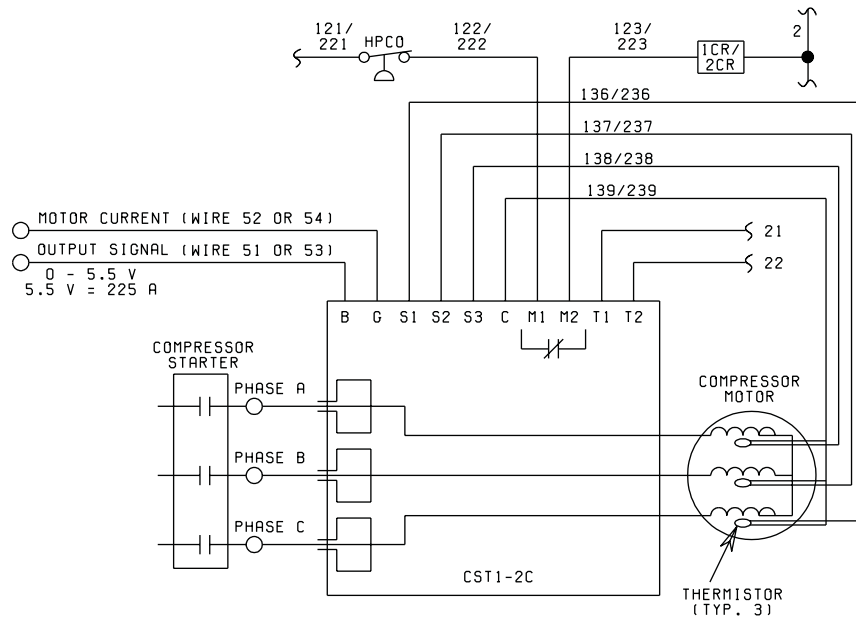 121/
221
HPCO
122/
222
123/
223
1CR/
2CR
2
136/236
137/237
138/238
139/239
MOTOR CURRENT (WIRE 52 OR 54)
OUTPUT SIGNAL (WIRE 51 OR 53)
0 - 5.5 V
5.5 V = 225 A
21
22
B G S1 S2 S3 C M1 M2 T1 T2
COMPRESSOR
STARTER
PHASE A
PHASE B
PHASE C
COMPRESSOR
MOTOR
CST1-2C
THERMISTOR
(TYP. 3)